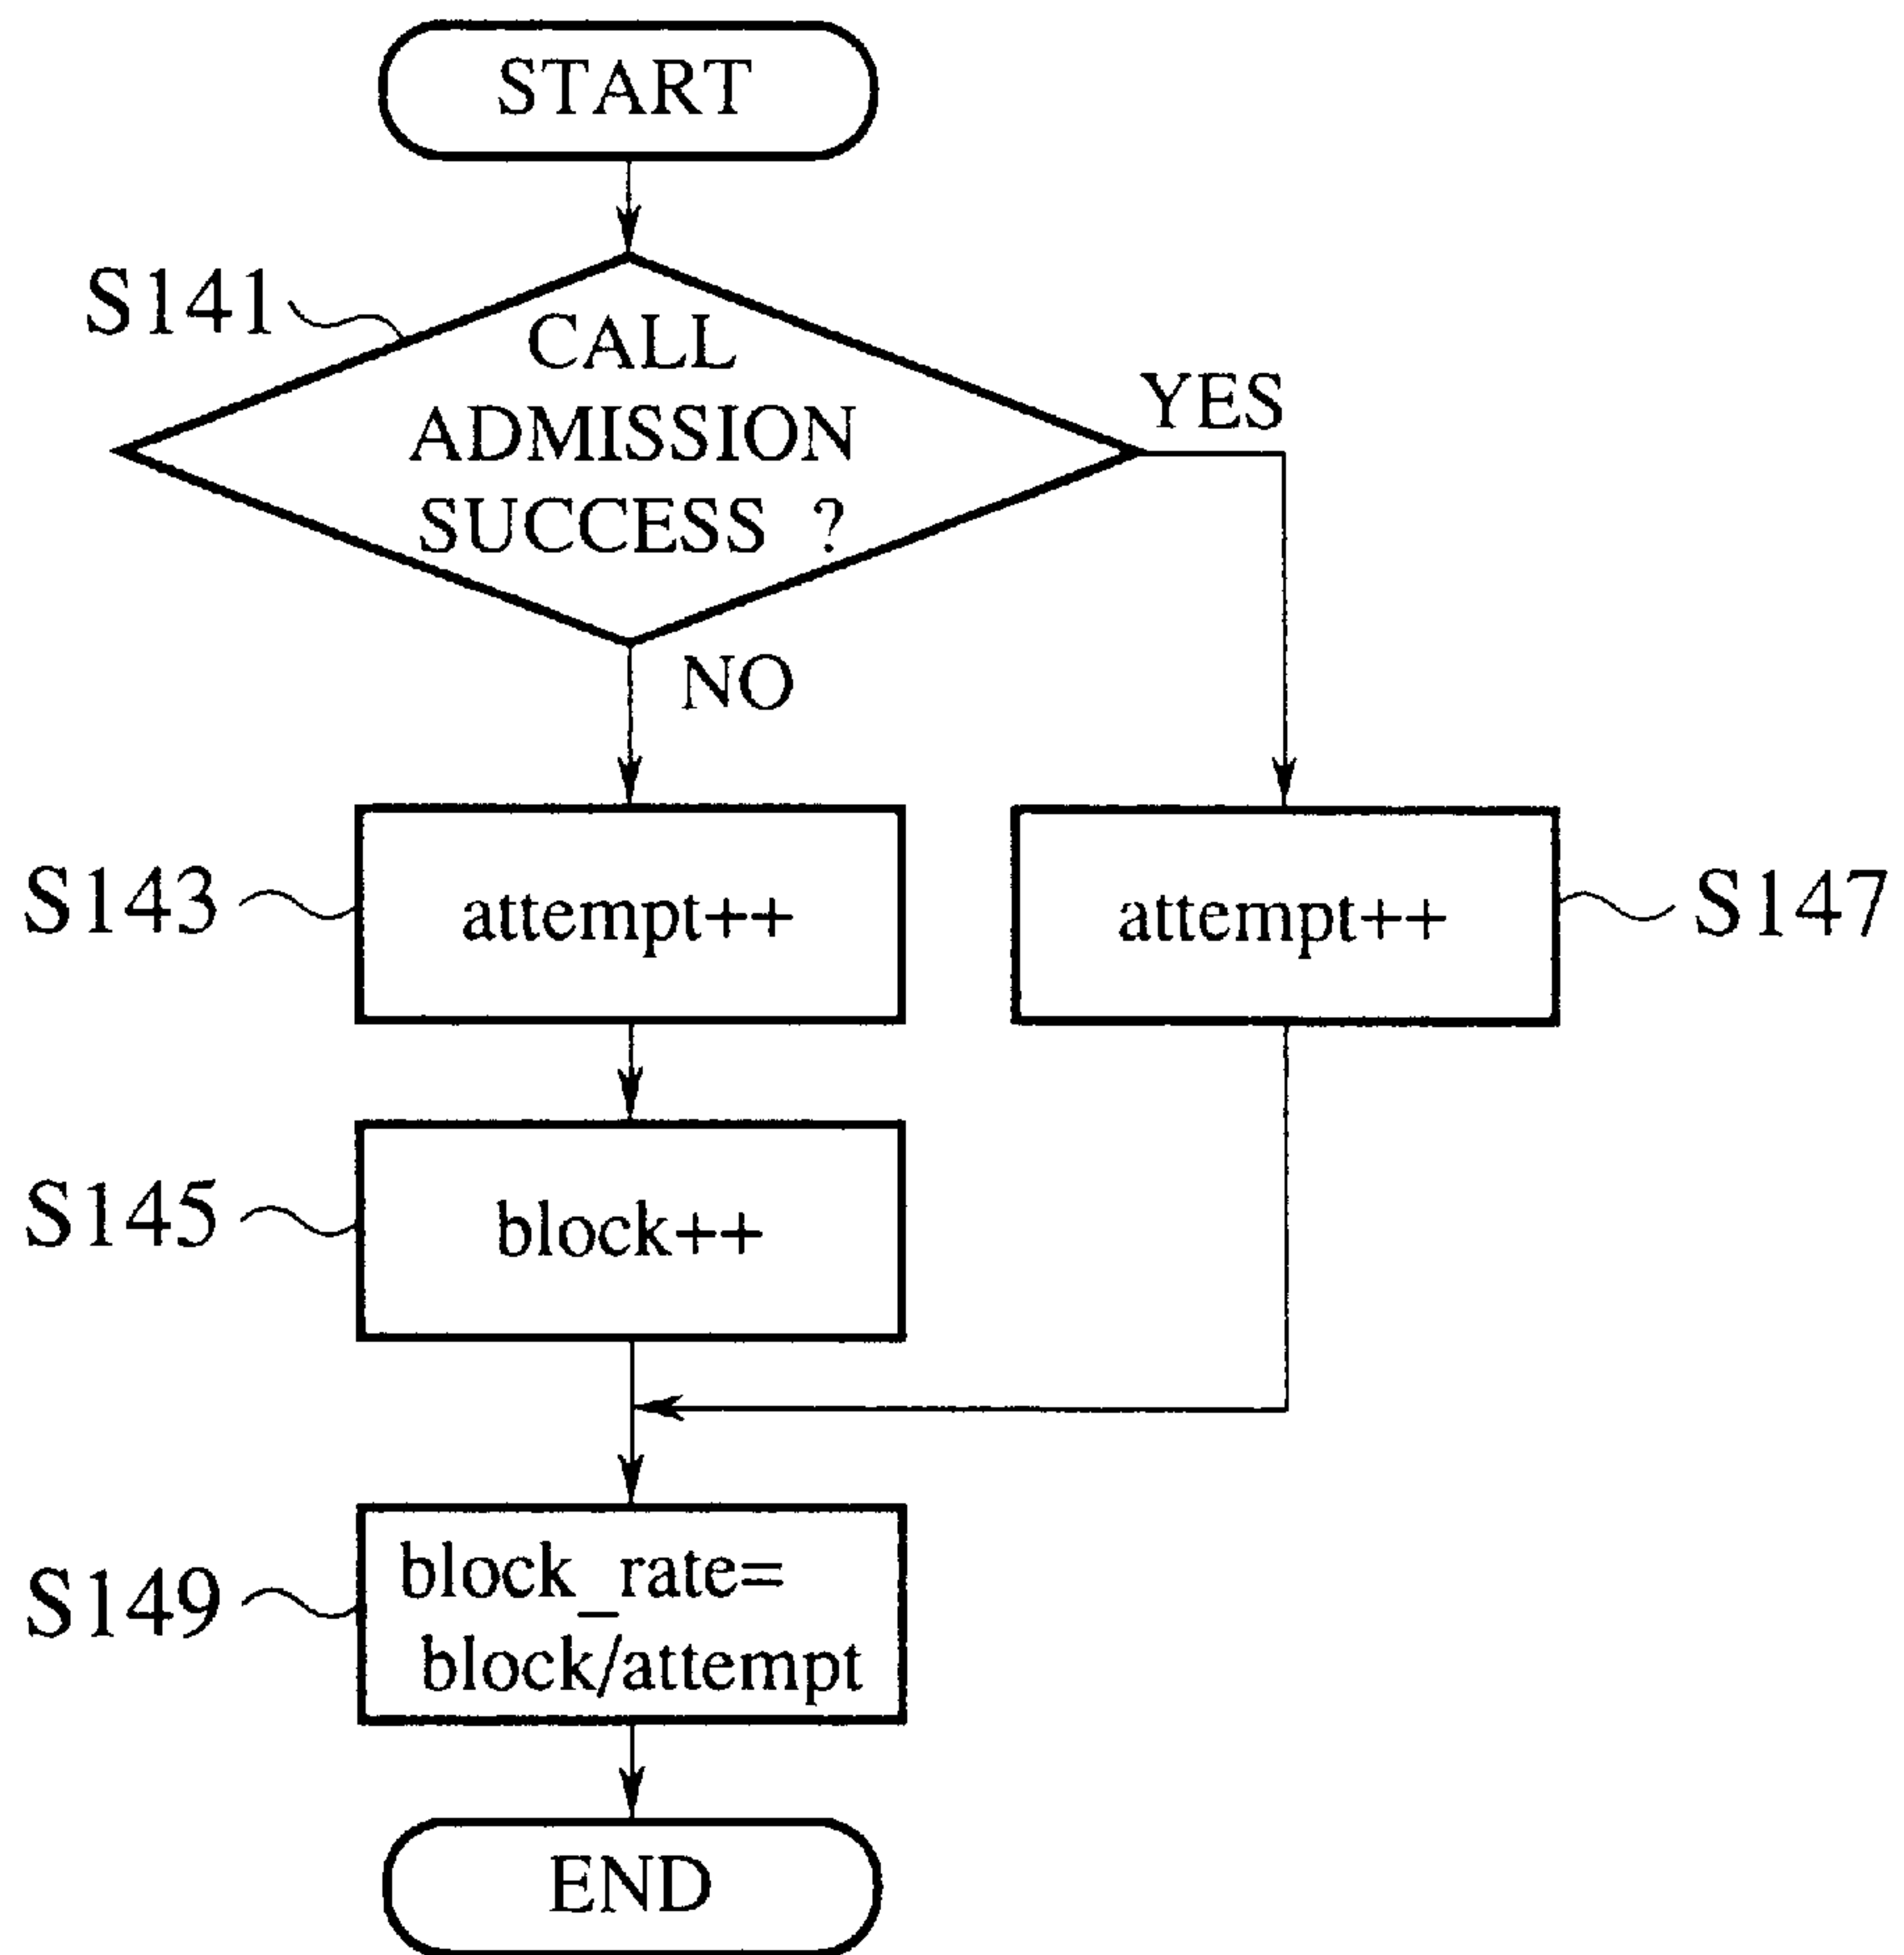 START
S141
CALL
ADMISSION
SUCCESS ?
YES
NO
S143
attempt++
attempt++
S147
S145
block++
S149
block_rate=
block/attempt
END